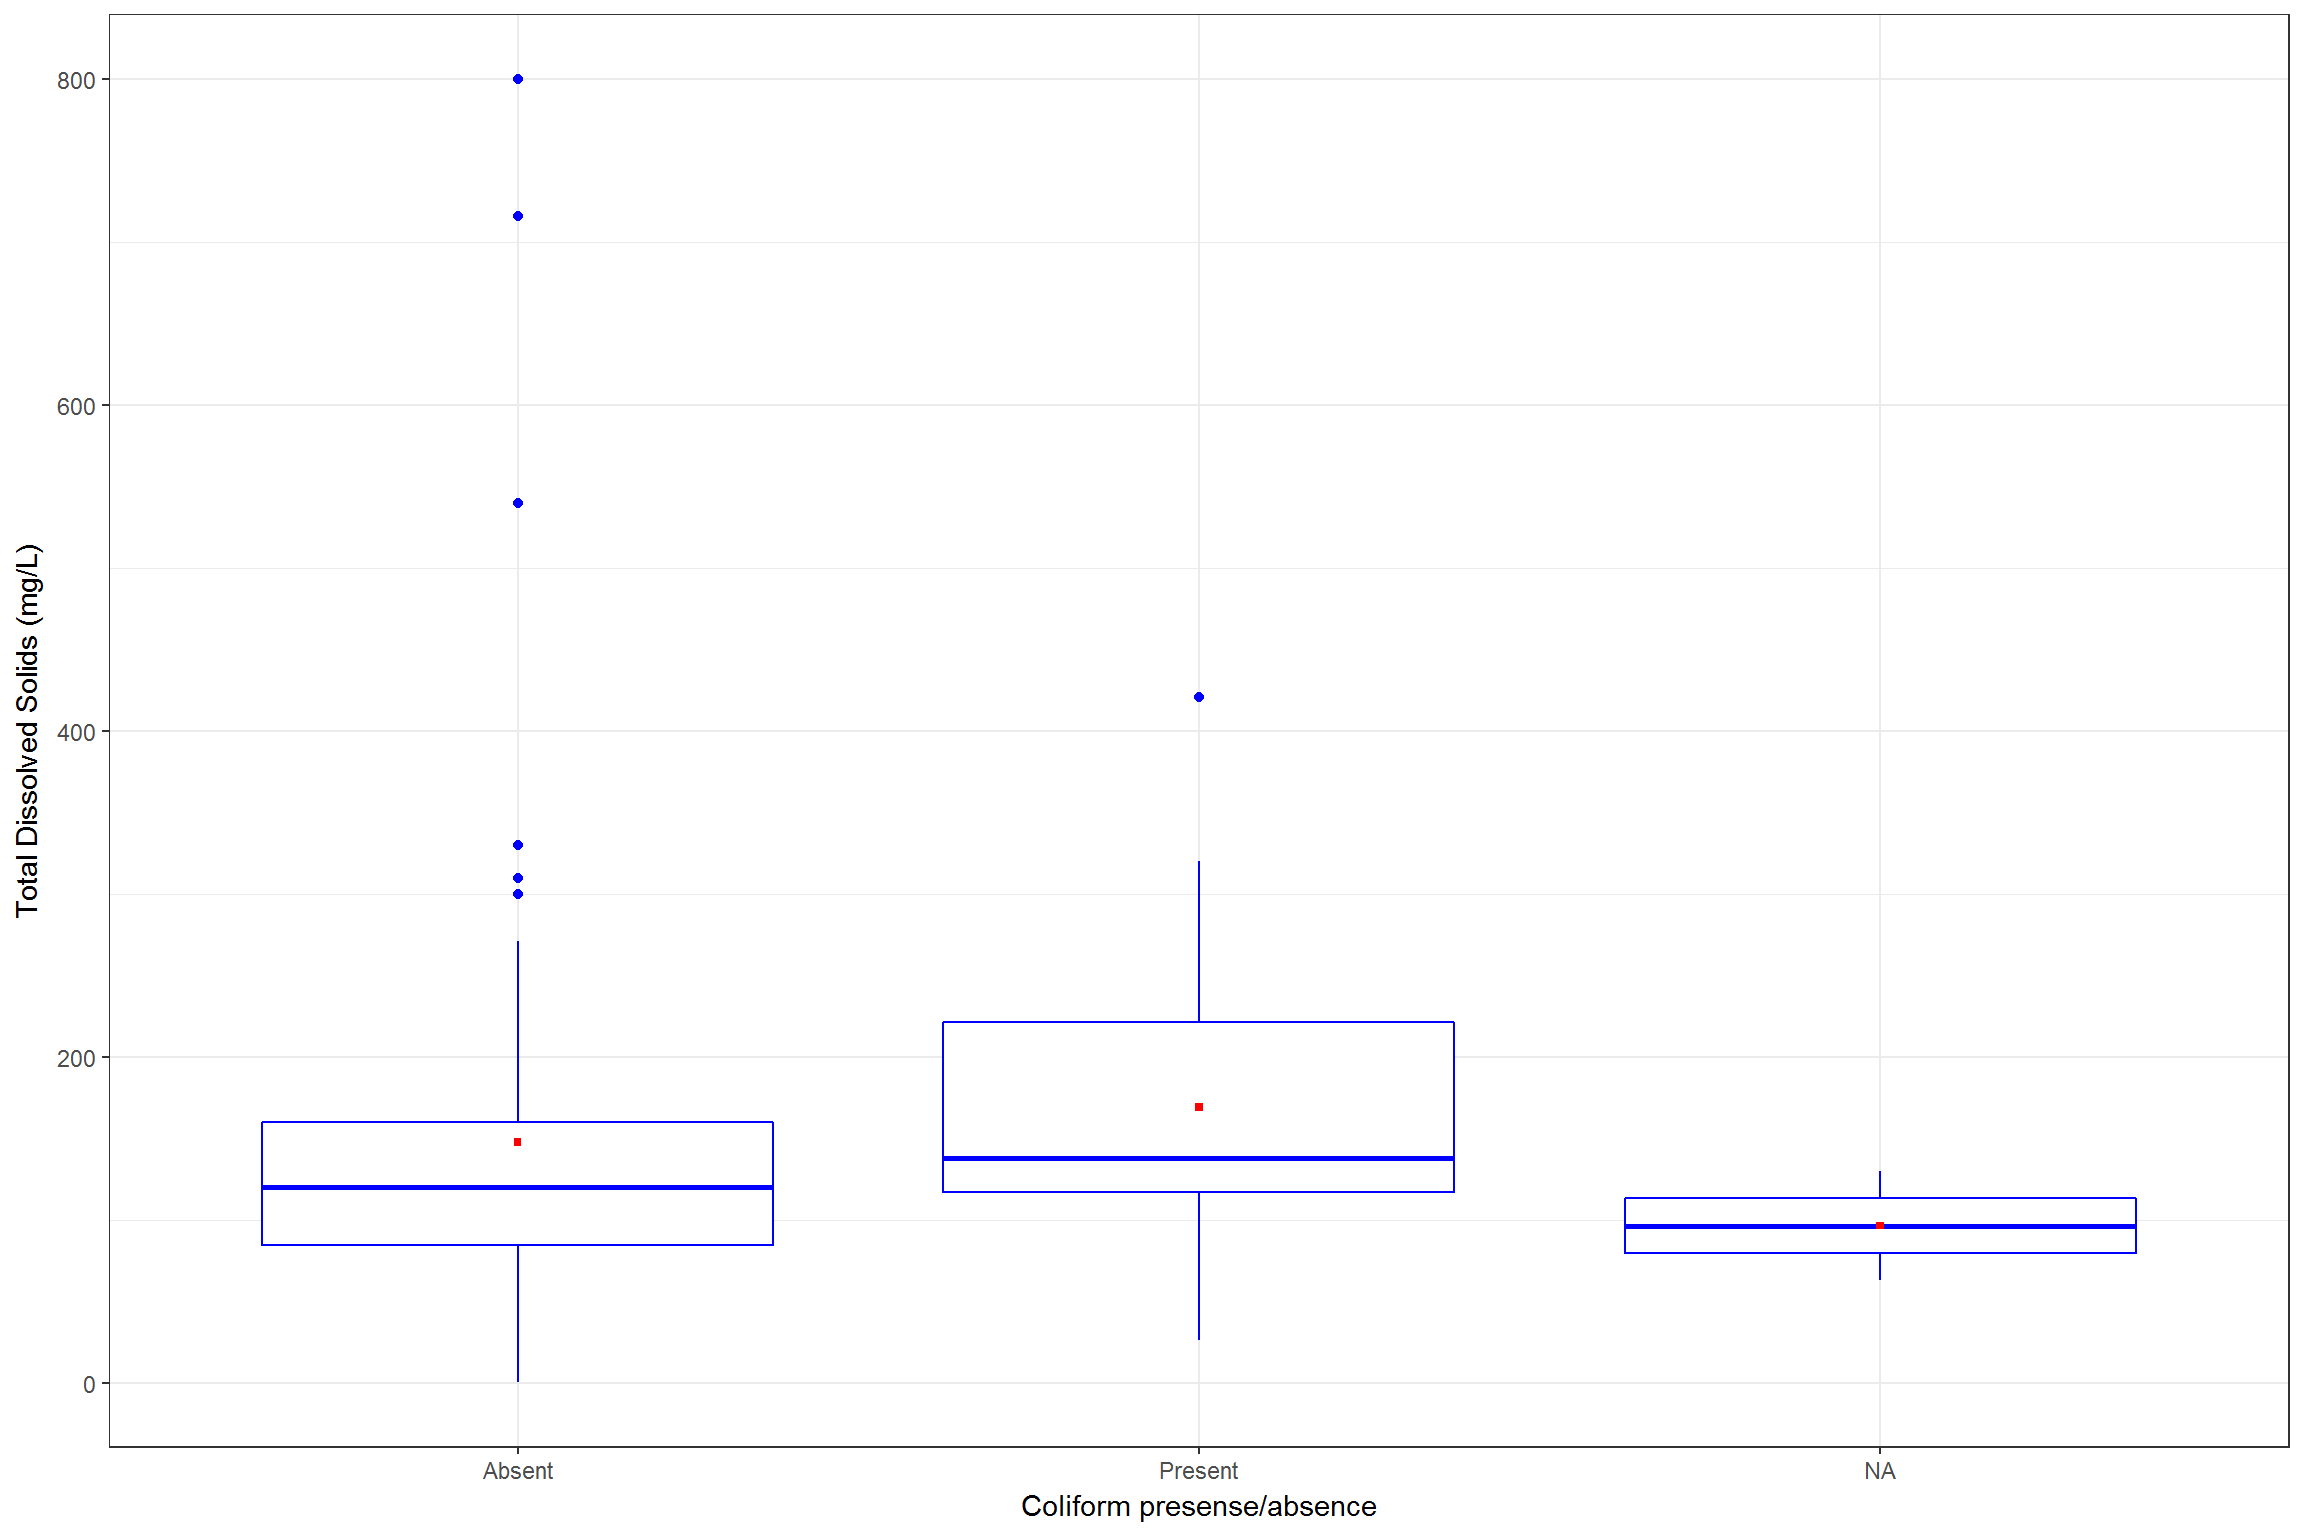 Total Dissolved Solids (mg/L)
800
600
400
200
0
Absent Present NA
Coliform presense/absence